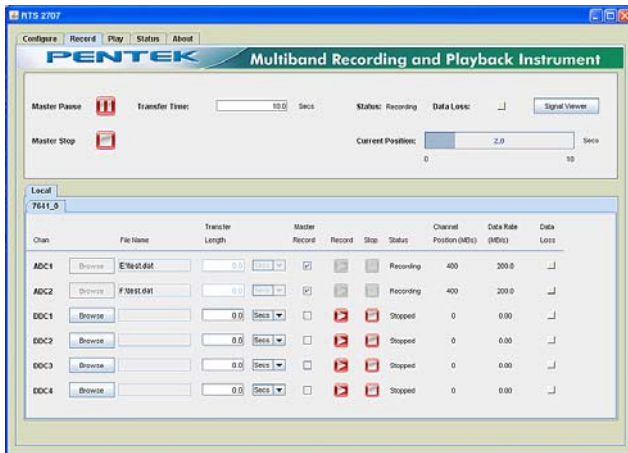 RTS 2707
Configure Record Play Status About
PENTEK Multiband Recording and Playback Instrument
Master Pause Transfer Time: 10.0 Secs Status: Recording Data Loss: Signal Viewer
Master Stop Current Position: 2.0 Secs
0 10
Local
7641_0
Transfer Master Channel Data Rate Data
Chan File Name Length Record Record Stop Status Position (MBs) (MB/s) Loss
ADC1 Browse E:\test.dat 0.0 Secs Recording 400 200.0
ADC2 Browse F:\test.dat 0.0 Secs Recording 400 200.0
DDC1 Browse 0.0 Secs Stopped 0 0.00
DDC2 Browse 0.0 Secs Stopped 0 0.00
DDC3 Browse 0.0 Secs Stopped 0 0.00
DDC4 Browse 0.0 Secs Stopped 0 0.00